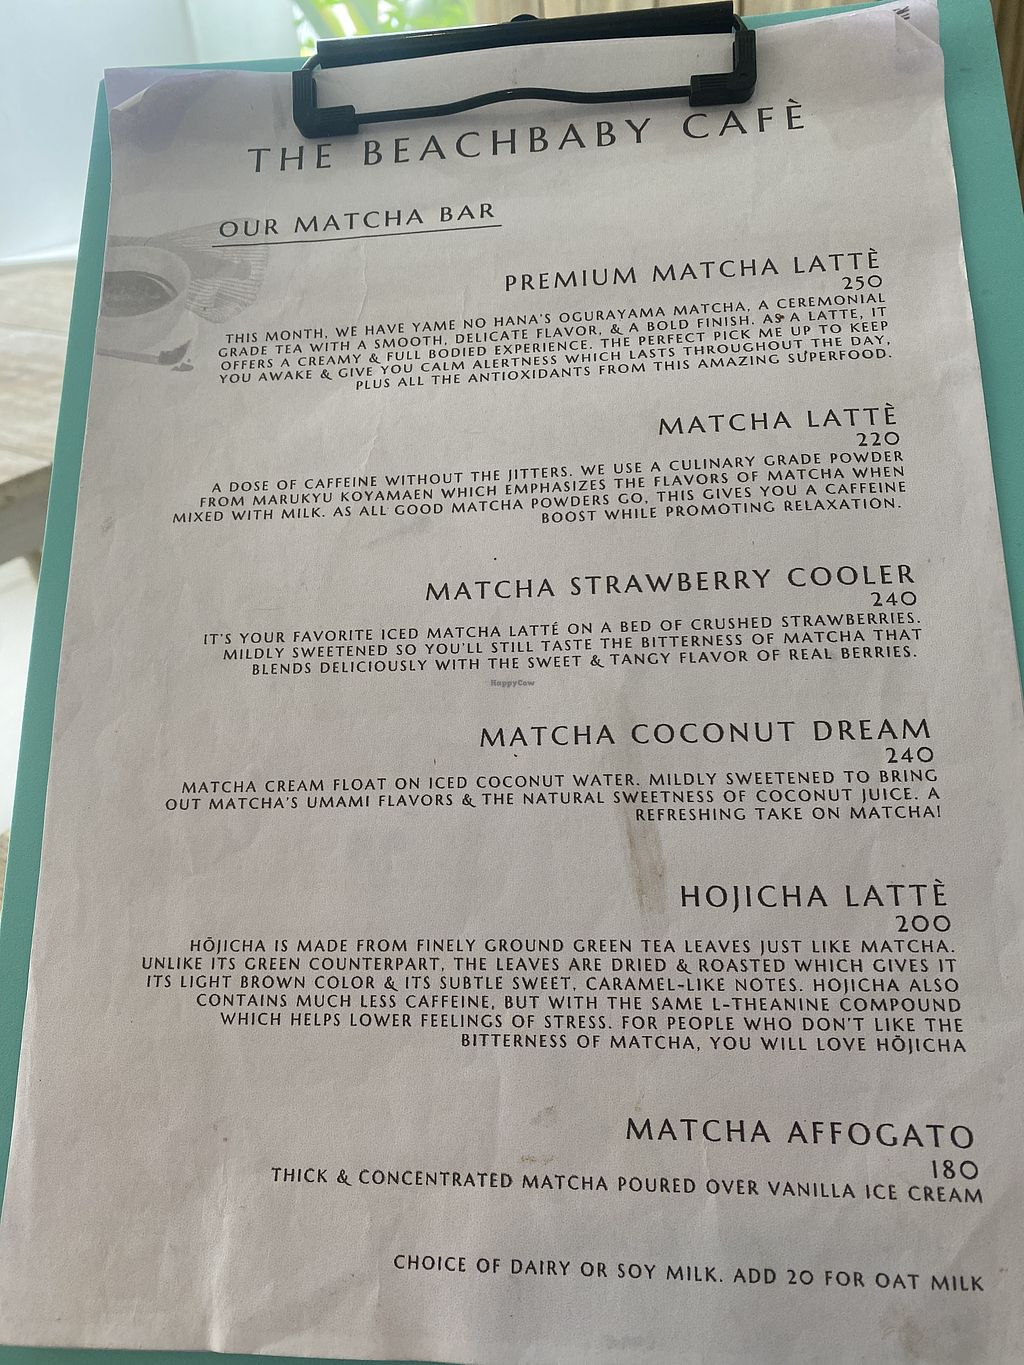 THE BEACHBABY CAFÈ
OUR MATCHA BAR
PREMIUM MATCHA LATTÈ
250
THIS MONTH, WE HAVE YAME NO HANA'S OGURAYAMA MATCHA, A CEREMONIAL
GRADE TEA WITH A SMOOTH, DELICATE FLAVOR, & A BOLD FINISH. AS A LATTE, IT
OFFERS A CREAMY & FULL BODIED EXPERIENCE. THE PERFECT PICK ME UP TO KEEP
YOU AWAKE & GIVE YOU CALM ALERTNESS WHICH LASTS THROUGHOUT THE DAY,
PLUS ALL THE ANTIOXIDANTS FROM THIS AMAZING SUPERFOOD.
MATCHA LATTÈ
220
A DOSE OF CAFFEINE WITHOUT THE JITTERS. WE USE A CULINARY GRADE POWDER
FROM MARUKYU KOYAMAEN WHICH EMPHASIZES THE FLAVORS OF MATCHA WHEN
MIXED WITH MILK. AS ALL GOOD MATCHA POWDERS GO, THIS GIVES YOU A CAFFEINE
BOOST WHILE PROMOTING RELAXATION.
MATCHA STRAWBERRY COOLER
240
IT'S YOUR FAVORITE ICED MATCHA LATTÉ ON A BED OF CRUSHED STRAWBERRIES.
MILDLY SWEETENED SO YOU'LL STILL TASTE THE BITTERNESS OF MATCHA THAT
BLENDS DELICIOUSLY WITH THE SWEET & TANGY FLAVOR OF REAL BERRIES.
HappyCow
MATCHA COCONUT DREAM
240
MATCHA CREAM FLOAT ON ICED COCONUT WATER. MILDLY SWEETENED TO BRING
OUT MATCHA'S UMAMI FLAVORS & THE NATURAL SWEETNESS OF COCONUT JUICE. A
REFRESHING TAKE ON MATCHA!
HOJICHA LATTÈ
200
HŌJICHA IS MADE FROM FINELY GROUND GREEN TEA LEAVES JUST LIKE MATCHA.
UNLIKE ITS GREEN COUNTERPART, THE LEAVES ARE DRIED & ROASTED WHICH GIVES IT
ITS LIGHT BROWN COLOR & ITS SUBTLE SWEET, CARAMEL-LIKE NOTES. HOJICHA ALSO
CONTAINS MUCH LESS CAFFEINE, BUT WITH THE SAME L-THEANINE COMPOUND
WHICH HELPS LOWER FEELINGS OF STRESS. FOR PEOPLE WHO DON'T LIKE THE
BITTERNESS OF MATCHA, YOU WILL LOVE HŌJICHA
MATCHA AFFOGATO
180
THICK & CONCENTRATED MATCHA POURED OVER VANILLA ICE CREAM
CHOICE OF DAIRY OR SOY MILK. ADD 20 FOR OAT MILK